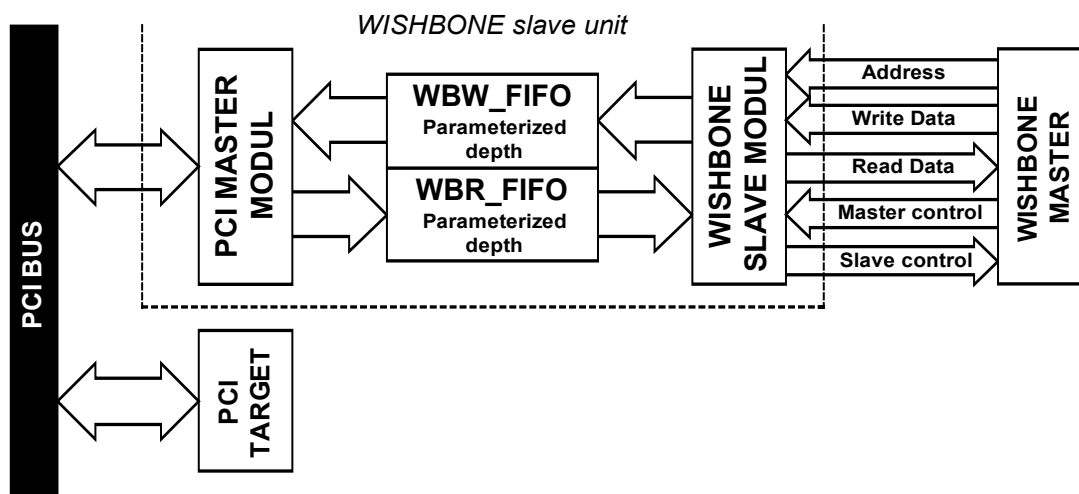 WISHBONE slave unit
PCI BUS
PCI MASTER
MODUL
WBW_FIFO
Parameterized
depth
WBR_FIFO
Parameterized
depth
WISHBONE
SLAVE MODUL
Address
Write Data
Read Data
Master control
Slave control
WISHBONE
MASTER
PCI
TARGET